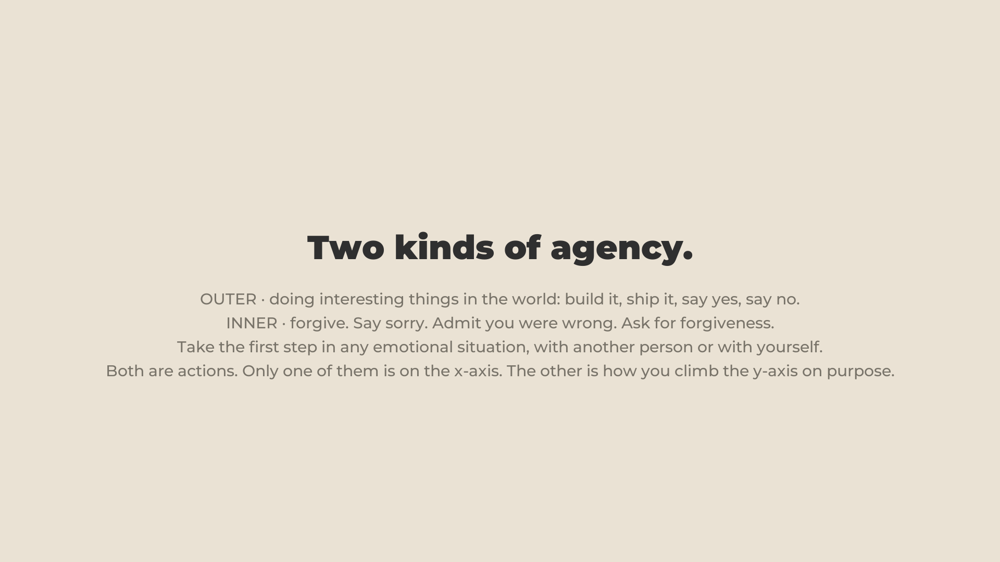 Two kinds of agency.
OUTER · doing interesting things in the world: build it, ship it, say yes, say no.
INNER · forgive. Say sorry. Admit you were wrong. Ask for forgiveness.
Take the first step in any emotional situation, with another person or with yourself.
Both are actions. Only one of them is on the x-axis. The other is how you climb the y-axis on purpose.